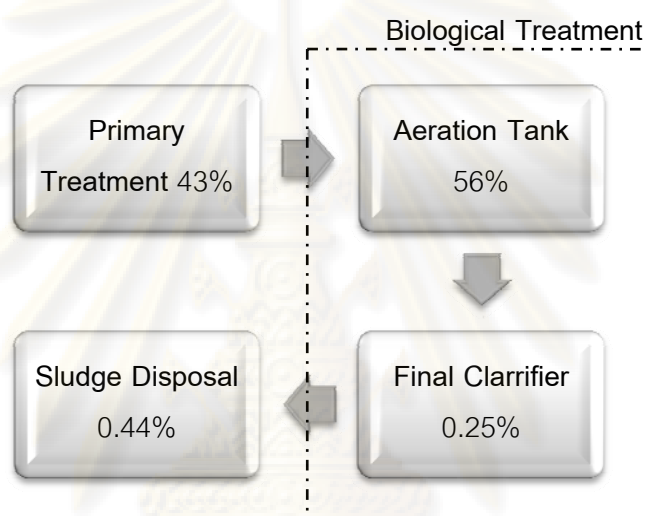 Biological Treatment
Primary
Treatment 43%
Aeration Tank
56%
Sludge Disposal
0.44%
Final Clarrifier
0.25%